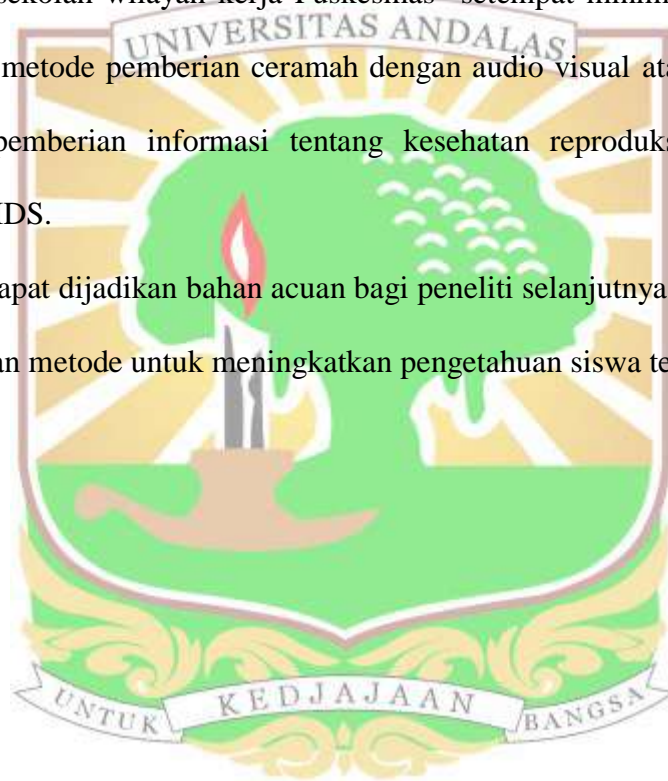 sekolah wilayah kerja Puskesmas setempat minim
UNIVERSITAS ANDALAS
metode pemberian ceramah dengan audio visual ata
pemberian informasi tentang kesehatan reproduks
IDS.
apat dijadikan bahan acuan bagi peneliti selanjutnya
an metode untuk meningkatkan pengetahuan siswa te
UNTUK KEDJAJAAN BANGSA